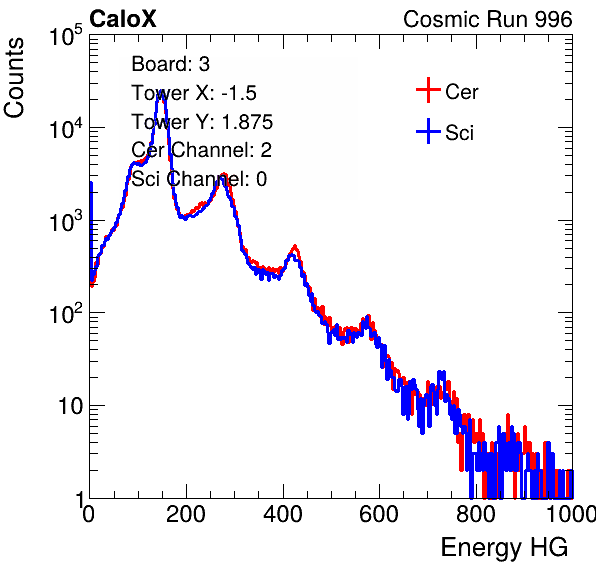 CaloX Cosmic Run 996
Counts
Board: 3
Tower X: -1.5
Tower Y: 1.875
Cer Channel: 2
Sci Channel: 0
Cer
Sci
10^5
10^4
10^3
10^2
10
1
0 200 400 600 800 1000
Energy HG